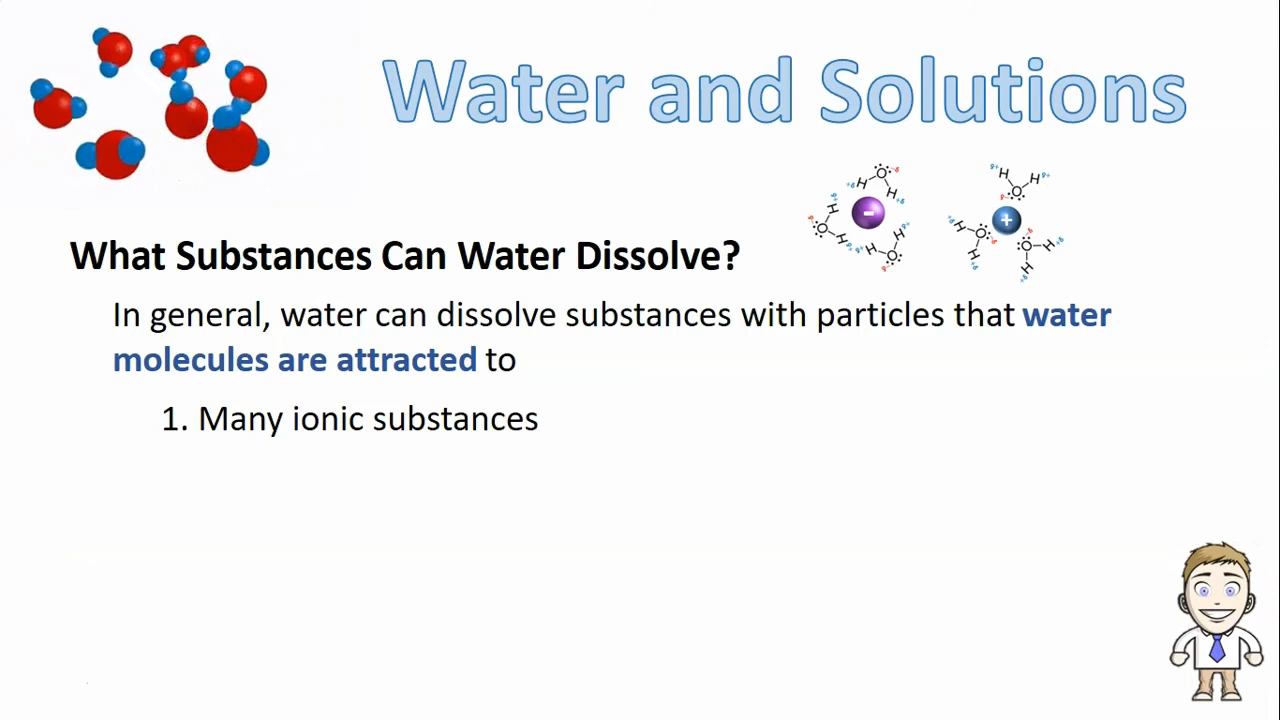 Water and Solutions
What Substances Can Water Dissolve?
In general, water can dissolve substances with particles that water
molecules are attracted to
1. Many ionic substances